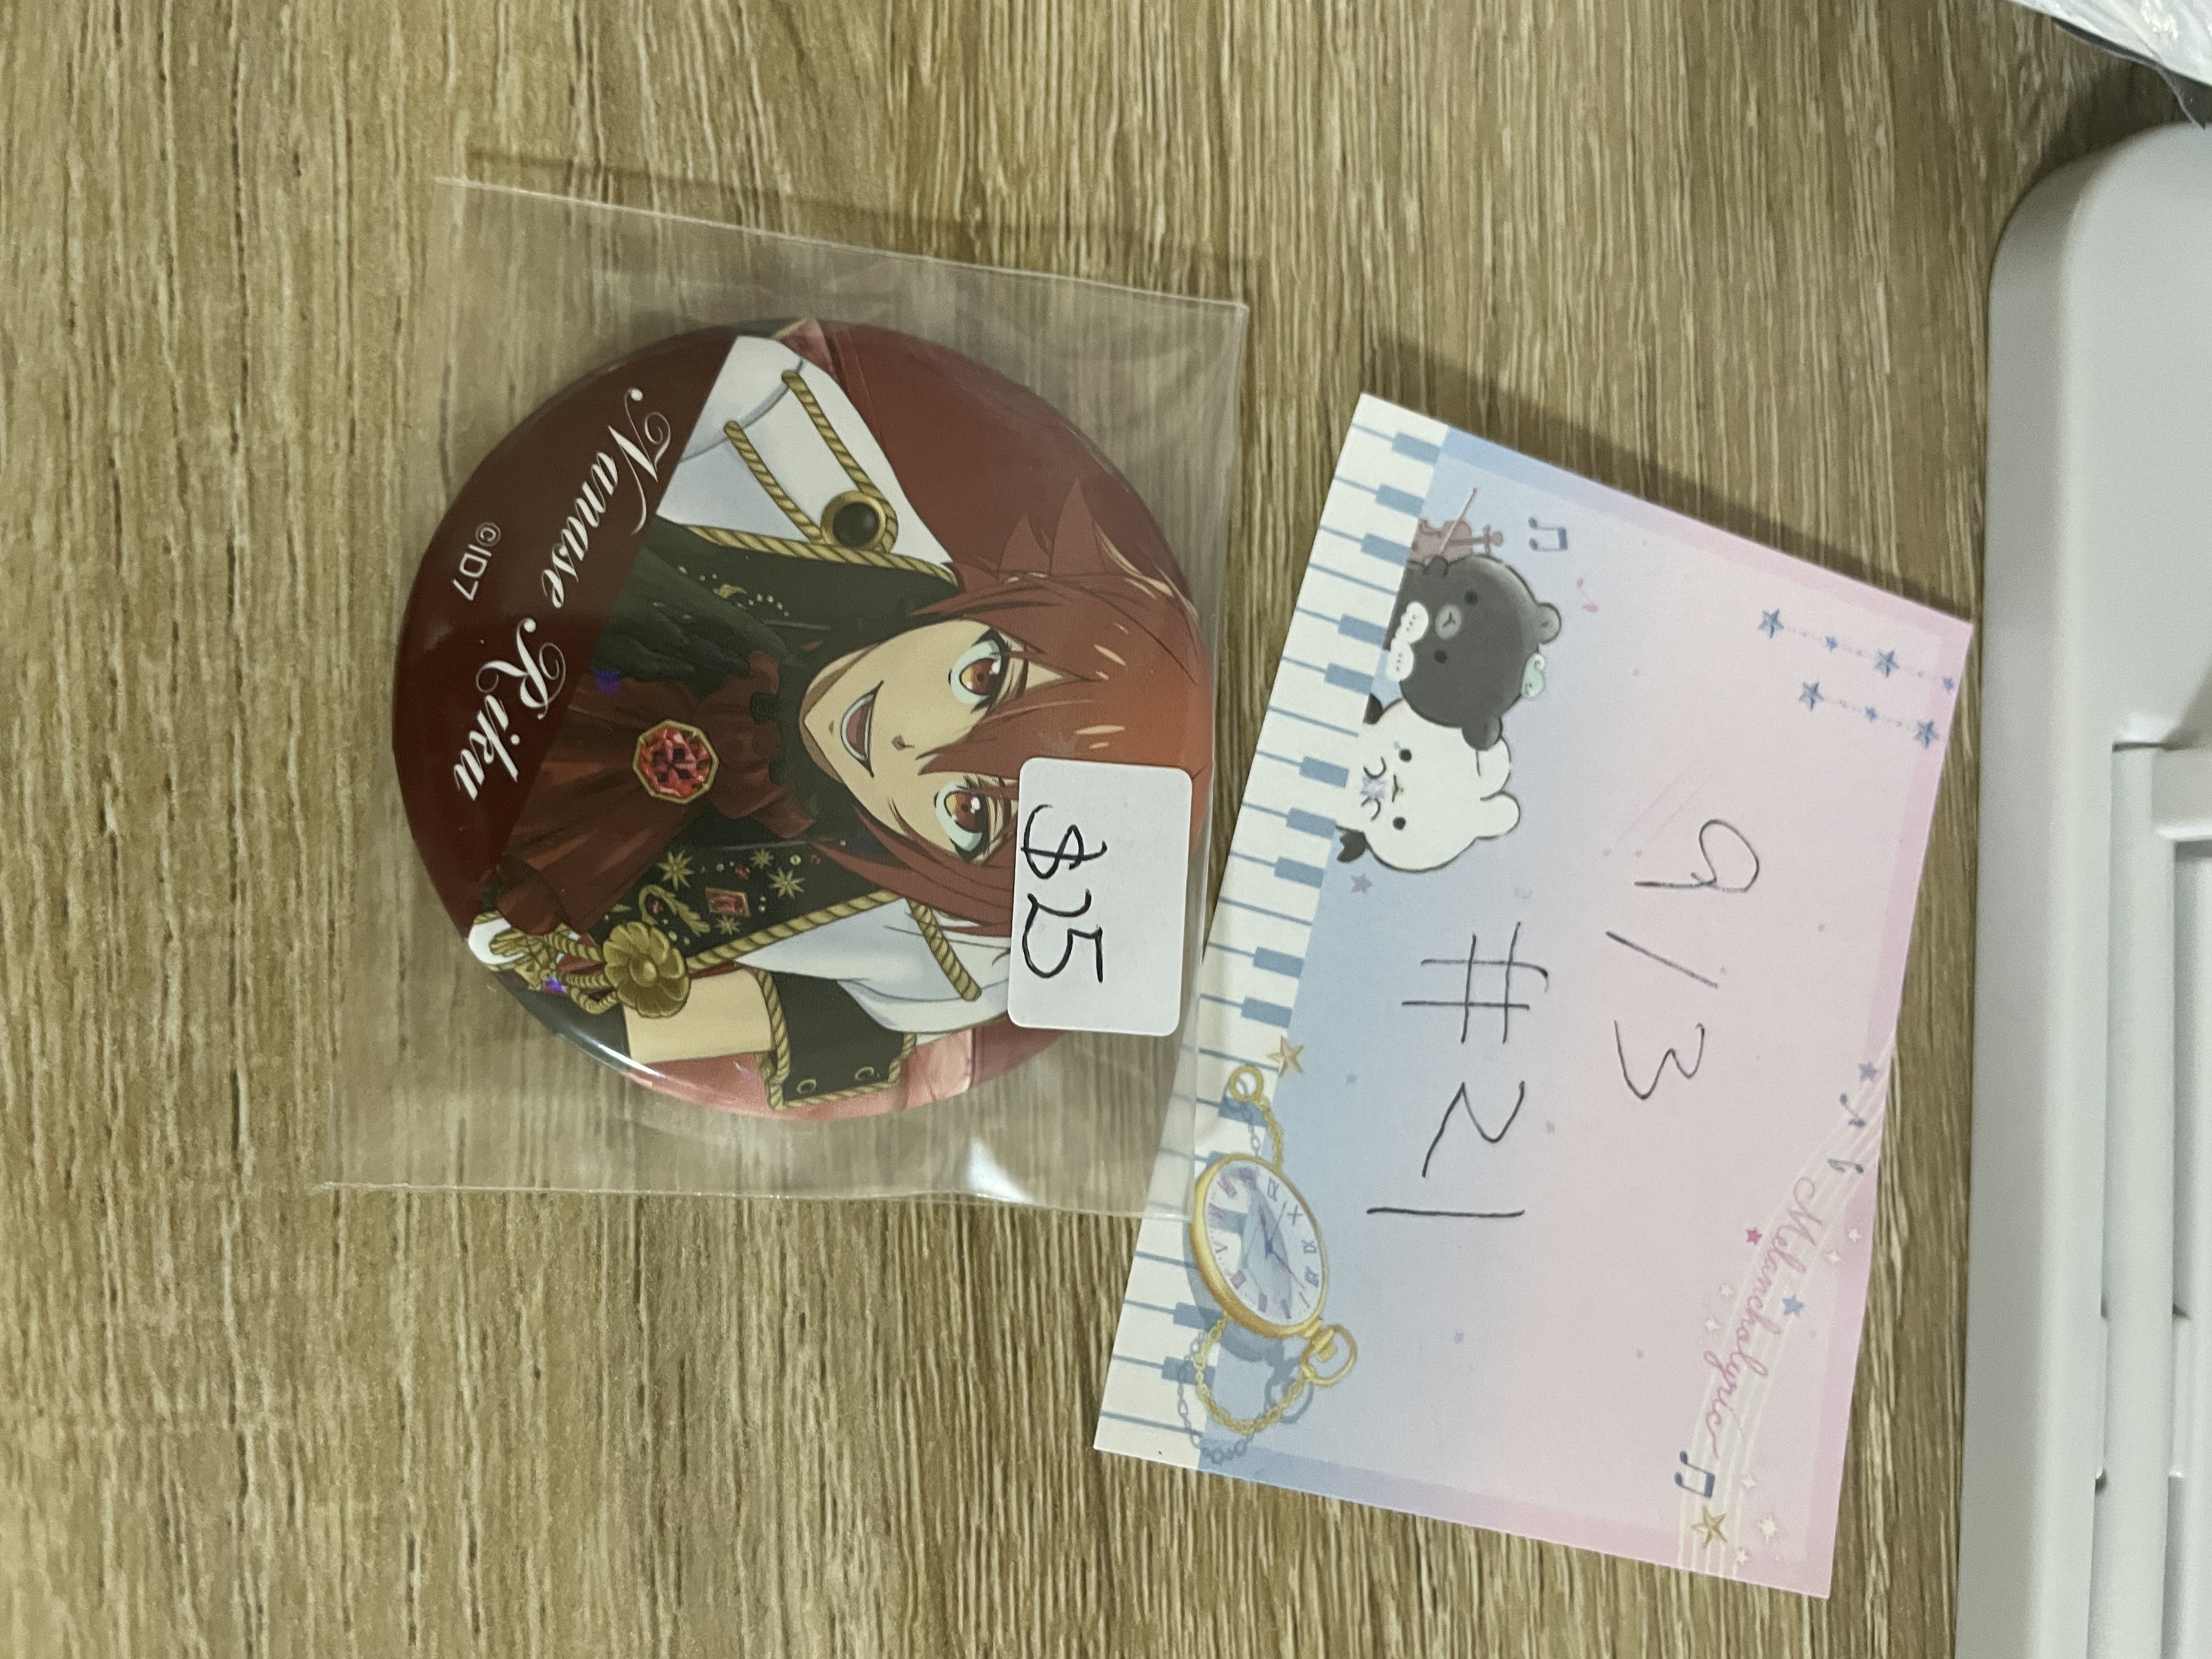 Nanase Riku
©ID7
$25
9/3
#21
Melancholyric